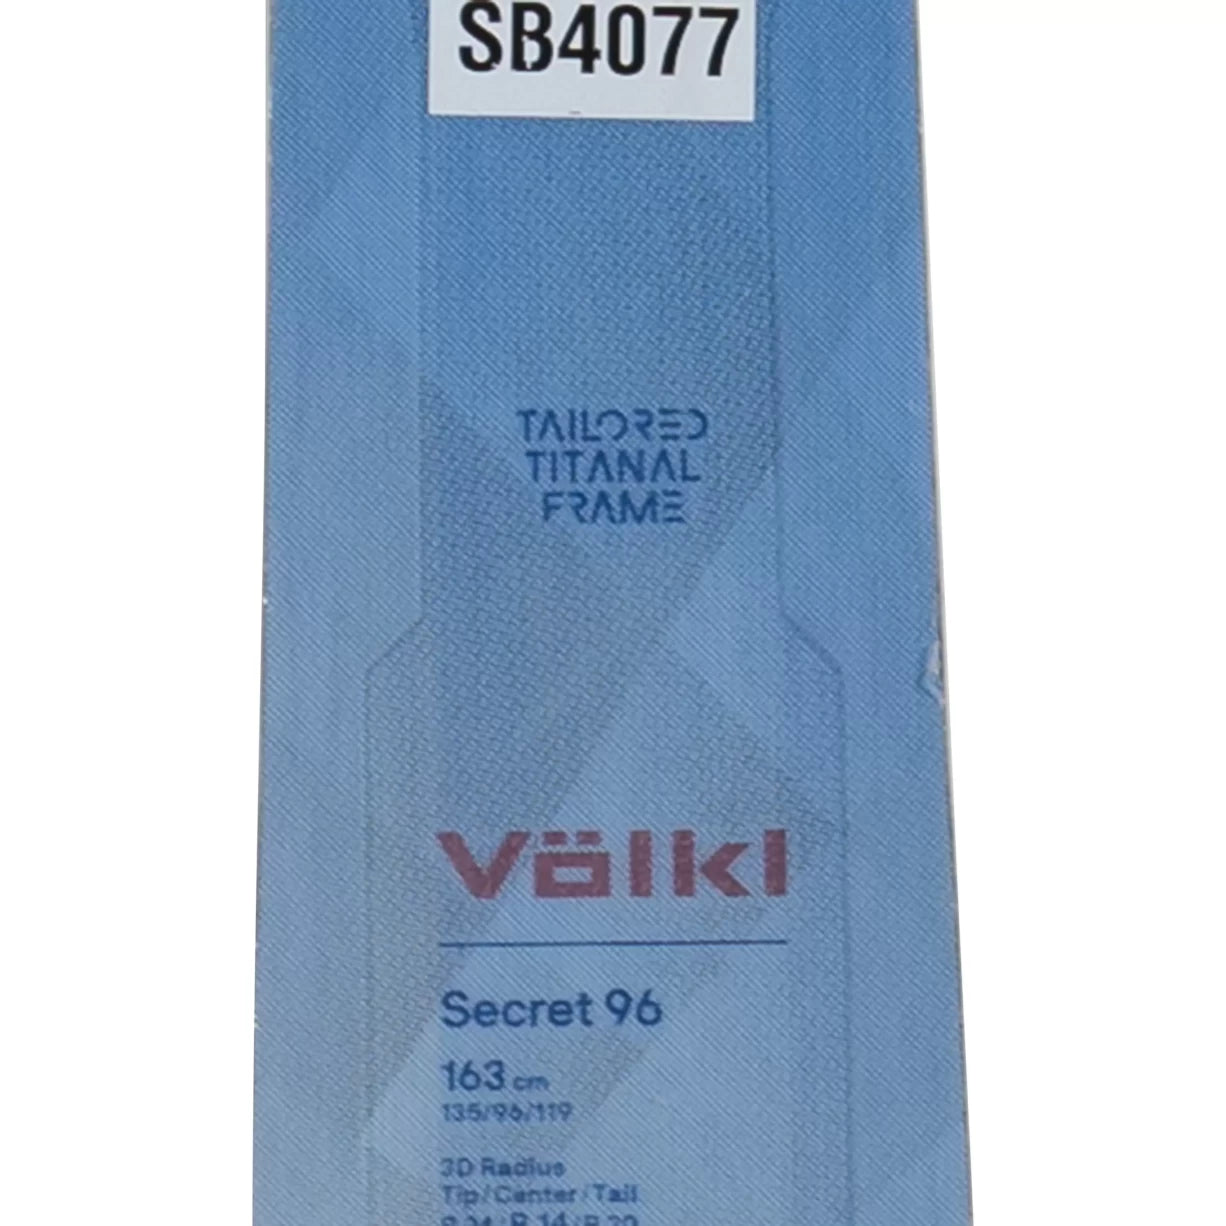 SB4077
TAILORED
TITANAL
FRAME
Völkl
Secret 96
163 cm
135/96/119
3D Radius
Tip/Center/Tail